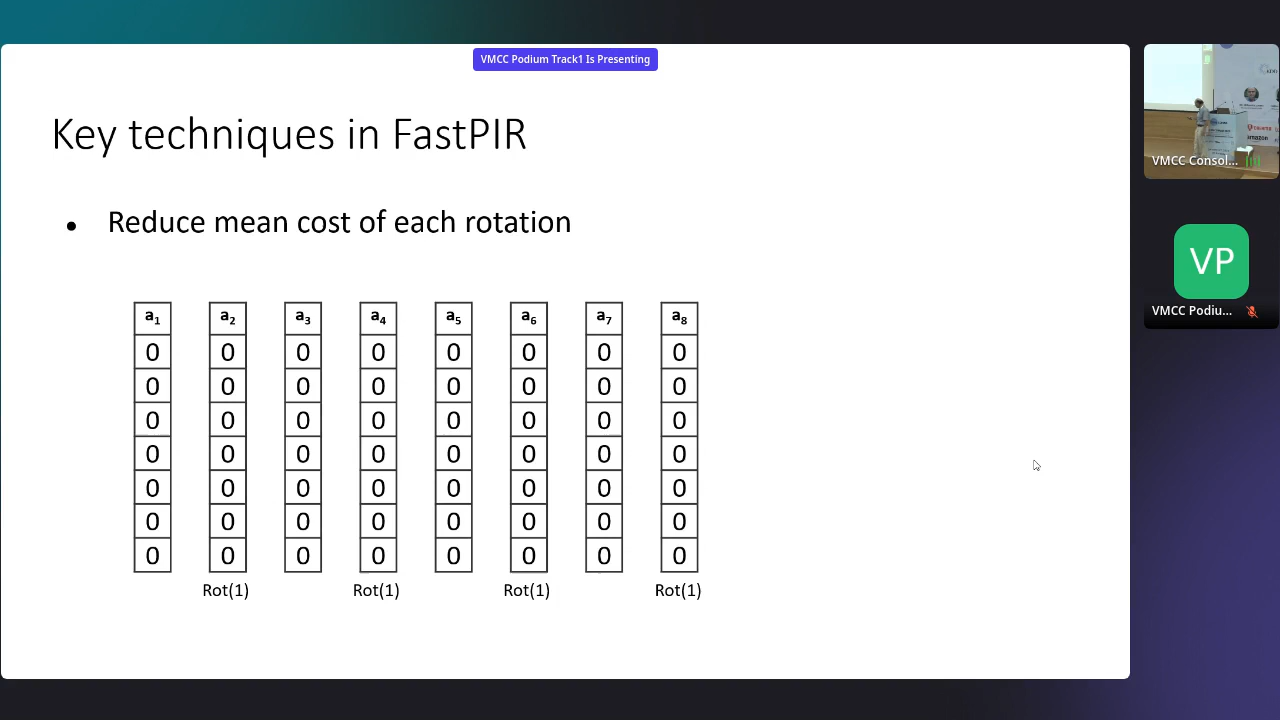 VMCC Podium Track1 Is Presenting
Key techniques in FastPIR
• Reduce mean cost of each rotation
a1 a2 a3 a4 a5 a6 a7 a8
0 0 0 0 0 0 0 0
0 0 0 0 0 0 0 0
0 0 0 0 0 0 0 0
0 0 0 0 0 0 0 0
0 0 0 0 0 0 0 0
0 0 0 0 0 0 0 0
0 0 0 0 0 0 0 0
Rot(1) Rot(1) Rot(1) Rot(1)
VMCC Consol...
VP
VMCC Podiu...